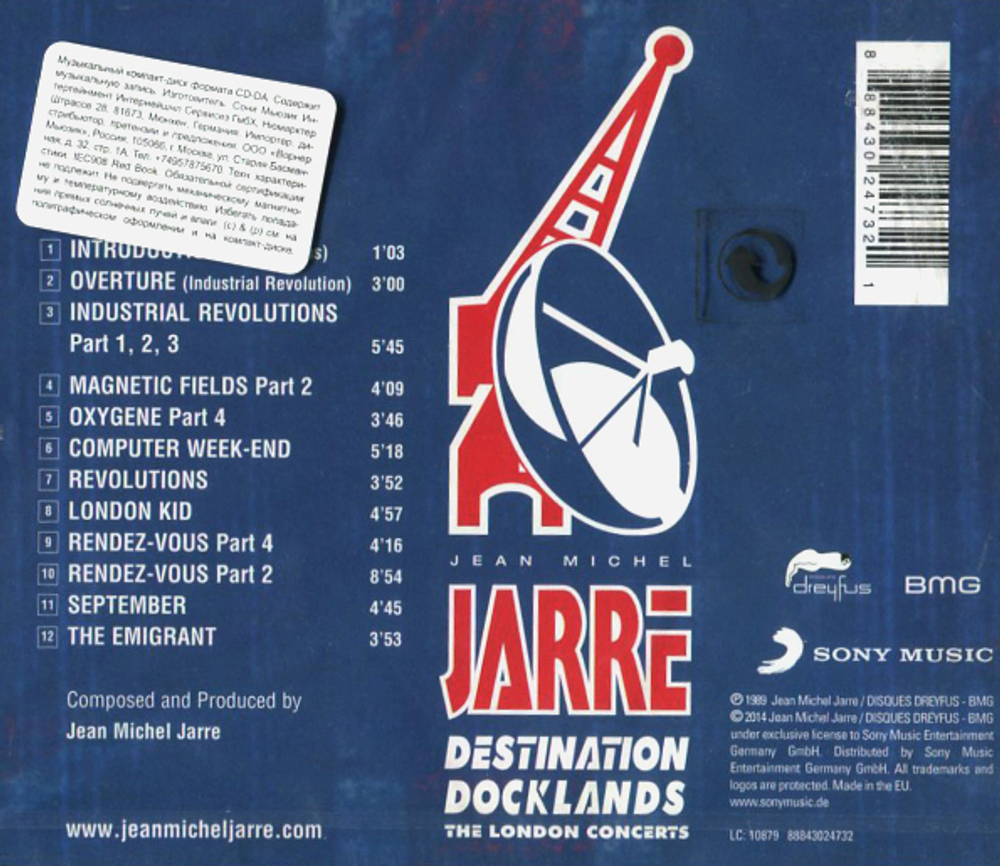 Музыкальный компакт-диск формата CD-DA. Содержит
музыкальную запись. Изготовитель: Сони Мьюзик Ин-
тертейнмент Интернейшнл Сервисиз ГмбХ, Нюмарктер
Штрассе 28, 81673, Мюнхен, Германия. Импортер, ди-
стрибьютор, претензии и предложения: ООО «Ворнер
Мьюзик», Россия, 105066, г. Москва, ул. Старая Басман-
ная, д. 32, стр. 1А. Тел. +74957875670. Техн. характери-
стики: IEC908 Red Book. Обязательной сертификации
не подлежит. Не подвергать механическому, магнитно-
му и температурному воздействию. Избегать попада-
ния прямых солнечных лучей и влаги. (c) & (p) см. на
полиграфическом оформлении и на компакт-диске.
1 INTRODUCTI s) 1'03
2 OVERTURE (Industrial Revolution) 3'00
3 INDUSTRIAL REVOLUTIONS
Part 1, 2, 3 5'45
4 MAGNETIC FIELDS Part 2 4'09
5 OXYGENE Part 4 3'46
6 COMPUTER WEEK-END 5'18
7 REVOLUTIONS 3'52
8 LONDON KID 4'57
9 RENDEZ-VOUS Part 4 4'16
10 RENDEZ-VOUS Part 2 8'54
11 SEPTEMBER 4'45
12 THE EMIGRANT 3'53
Composed and Produced by
Jean Michel Jarre
www.jeanmicheljarre.com
JEAN MICHEL
JARRE
DESTINATION
DOCKLANDS
THE LONDON CONCERTS
8 88430 24732 1
dreyfus BMG
SONY MUSIC
℗ 1989 Jean Michel Jarre / DISQUES DREYFUS - BMG
© 2014 Jean Michel Jarre / DISQUES DREYFUS - BMG
under exclusive license to Sony Music Entertainment
Germany GmbH. Distributed by Sony Music
Entertainment Germany GmbH. All trademarks and
logos are protected. Made in the EU.
www.sonymusic.de
LC: 10879 88843024732